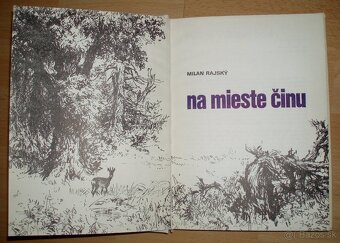 MILAN RAJSKÝ
na mieste činu